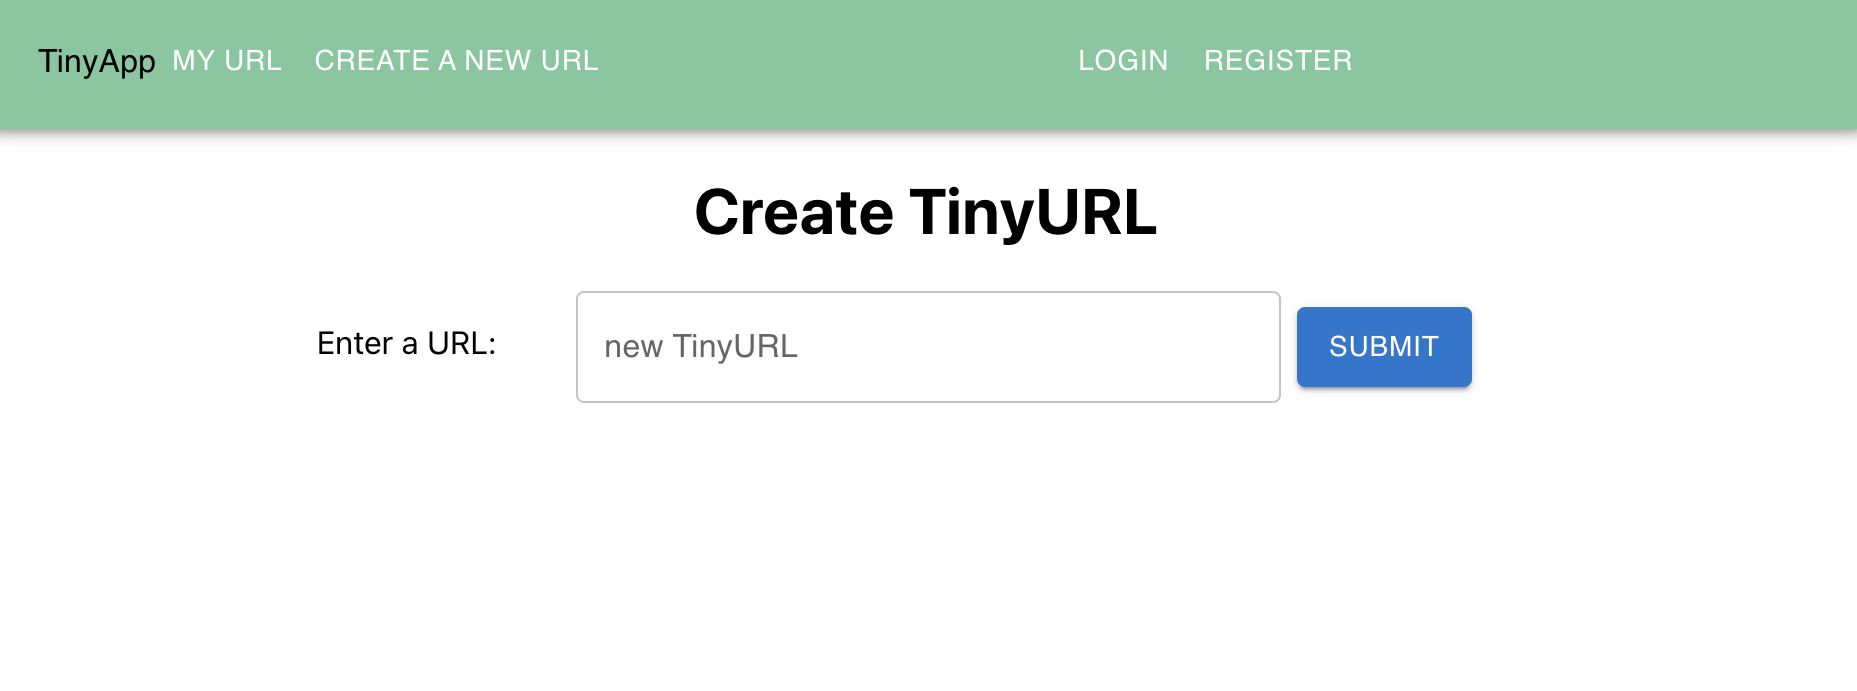 TinyApp MY URL CREATE A NEW URL LOGIN REGISTER
Create TinyURL
Enter a URL: new TinyURL SUBMIT